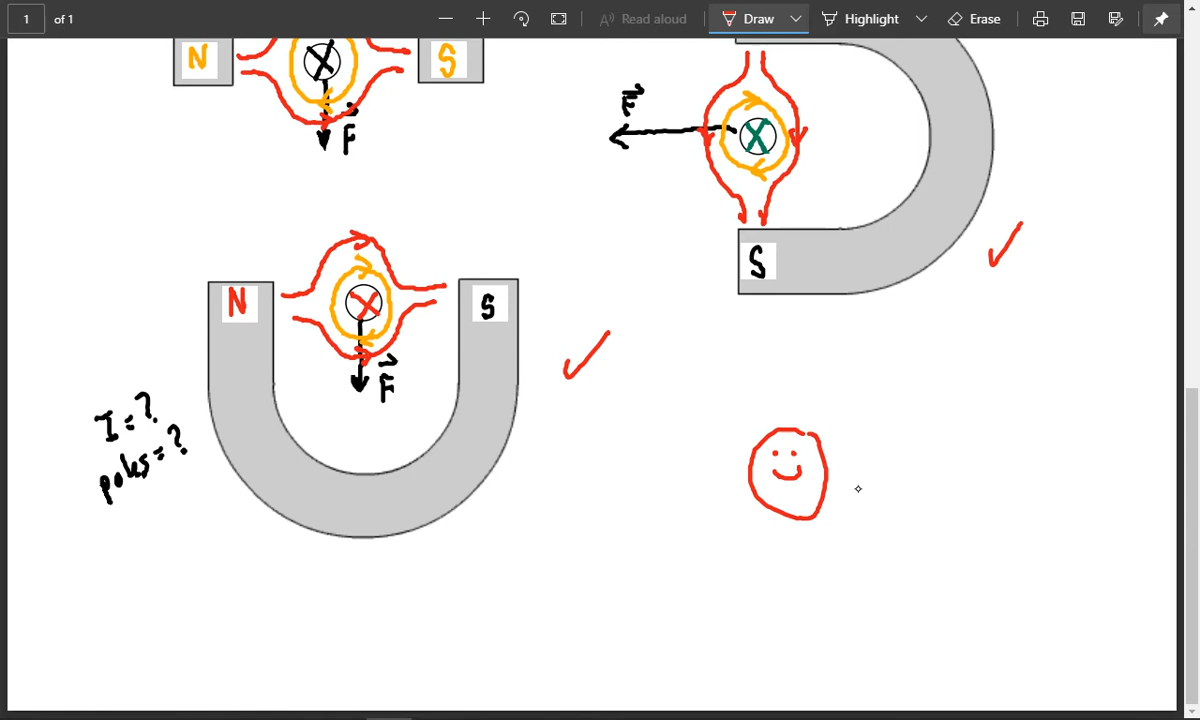 1 of 1
Read aloud
Draw
Highlight
Erase
N X S
F
F
X
S
N X S
F
I=?
poles=?